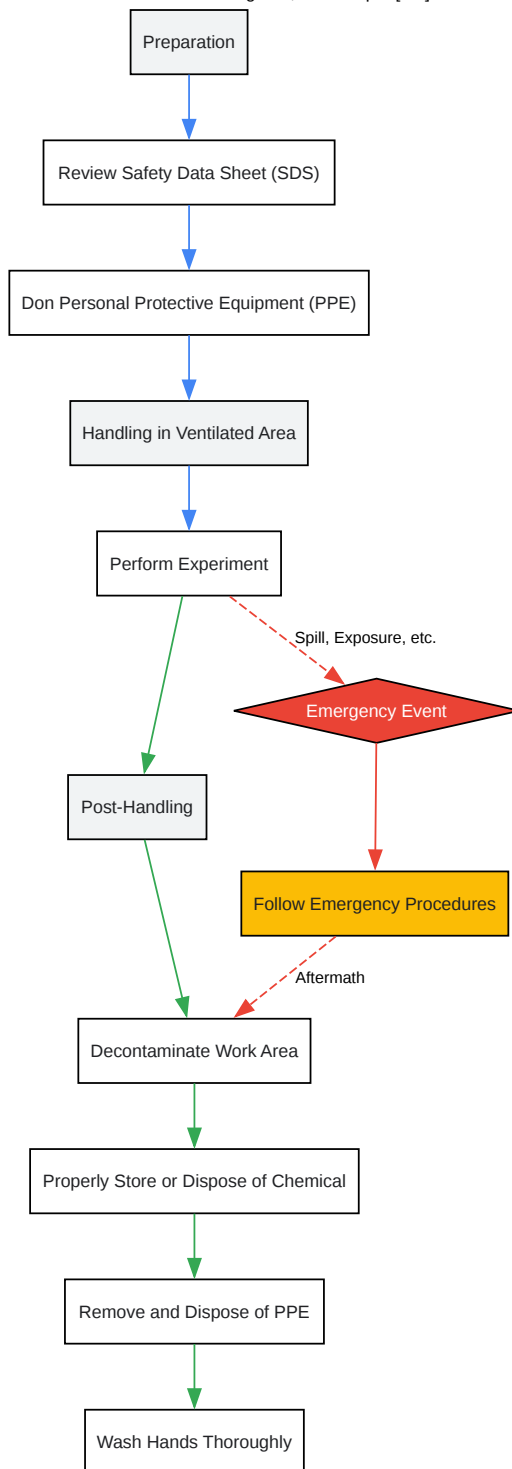 Preparation
Review Safety Data Sheet (SDS)
Don Personal Protective Equipment (PPE)
Handling in Ventilated Area
Perform Experiment
Spill, Exposure, etc.
Emergency Event
Post-Handling
Follow Emergency Procedures
Aftermath
Decontaminate Work Area
Properly Store or Dispose of Chemical
Remove and Dispose of PPE
Wash Hands Thoroughly